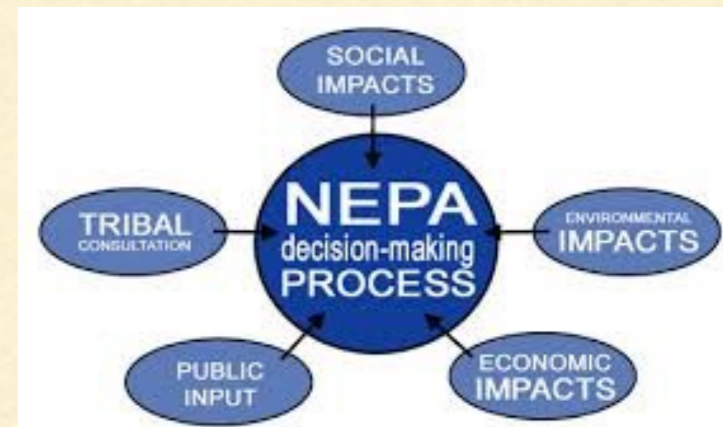 SOCIAL
IMPACTS
TRIBAL
CONSULTATION
NEPA
decision-making
PROCESS
ENVIRONMENTAL
IMPACTS
PUBLIC
INPUT
ECONOMIC
IMPACTS